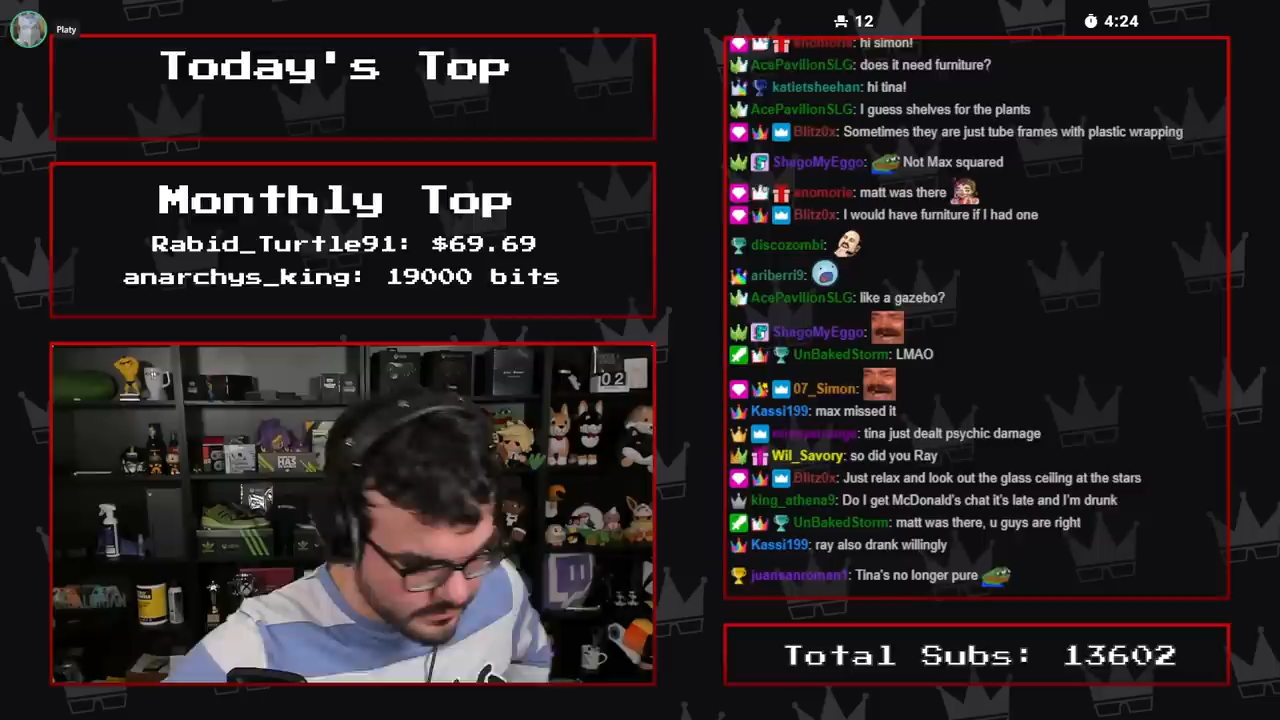 Platy
Today's Top
Monthly Top
Rabid_Turtle91: $69.69
anarchys_king: 19000 bits
12
4:24
anomorie: hi simon!
AcePavilionSLG: does it need furniture?
katietsheehan: hi tina!
AcePavilionSLG: I guess shelves for the plants
Blitz0x: Sometimes they are just tube frames with plastic wrapping
ShagoMyEggo: Not Max squared
anomorie: matt was there
Blitz0x: I would have furniture if I had one
discozombi:
ariberri9:
AcePavilionSLG: like a gazebo?
ShagoMyEggo:
UnBakedStorm: LMAO
07_Simon:
Kassi199: max missed it
tina just dealt psychic damage
Wil_Savory: so did you Ray
Blitz0x: Just relax and look out the glass ceiling at the stars
king_athena9: Do I get McDonald's chat it's late and I'm drunk
UnBakedStorm: matt was there, u guys are right
Kassi199: ray also drank willingly
juansanroman1: Tina's no longer pure
Total Subs: 13602
02